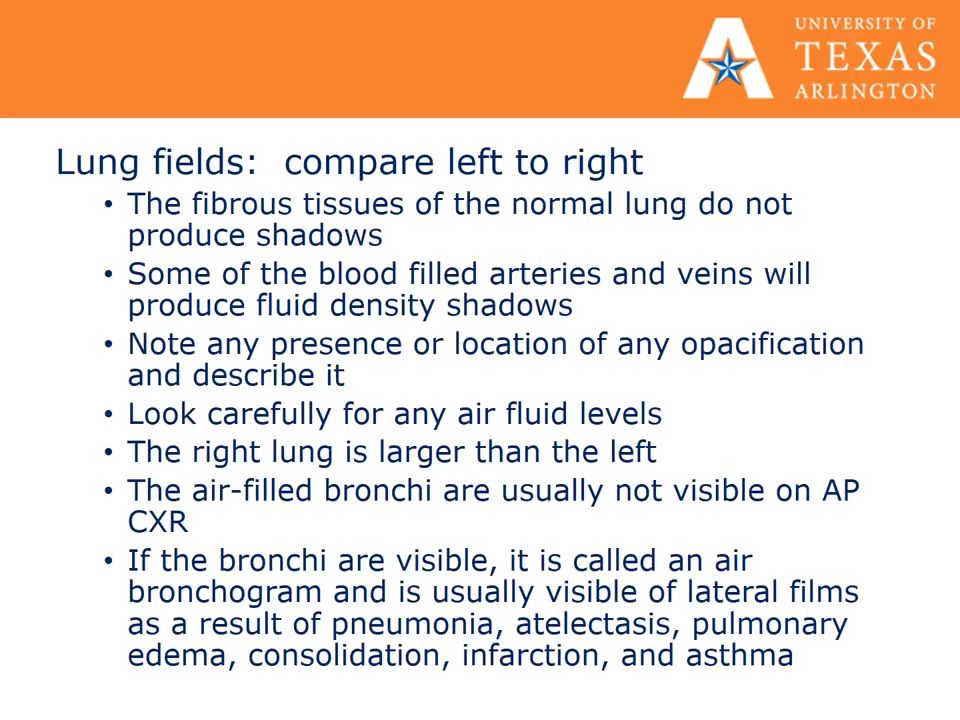 UNIVERSITY OF
TEXAS
ARLINGTON
Lung fields: compare left to right
• The fibrous tissues of the normal lung do not
produce shadows
• Some of the blood filled arteries and veins will
produce fluid density shadows
• Note any presence or location of any opacification
and describe it
• Look carefully for any air fluid levels
• The right lung is larger than the left
• The air-filled bronchi are usually not visible on AP
CXR
• If the bronchi are visible, it is called an air
bronchogram and is usually visible of lateral films
as a result of pneumonia, atelectasis, pulmonary
edema, consolidation, infarction, and asthma